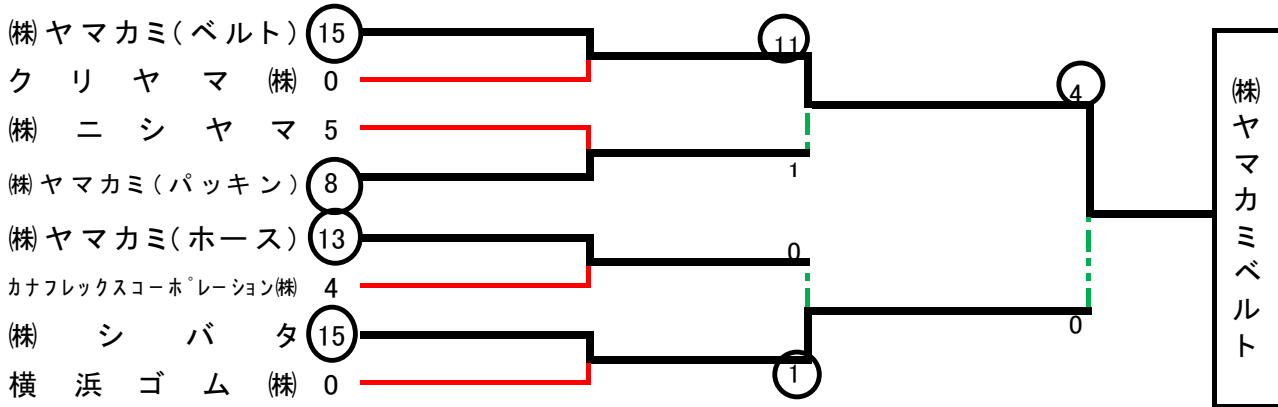 ㈱ヤマカミ(ベルト) 15
クリヤマ㈱ 0
㈱ニシヤマ 5
㈱ヤマカミ(パッキン) 8
㈱ヤマカミ(ホース) 13
カナフレックスコーポレーション㈱ 4
㈱シバタ 15
横浜ゴム㈱ 0
11
1
0
1
4
0
㈱ヤマカミベルト